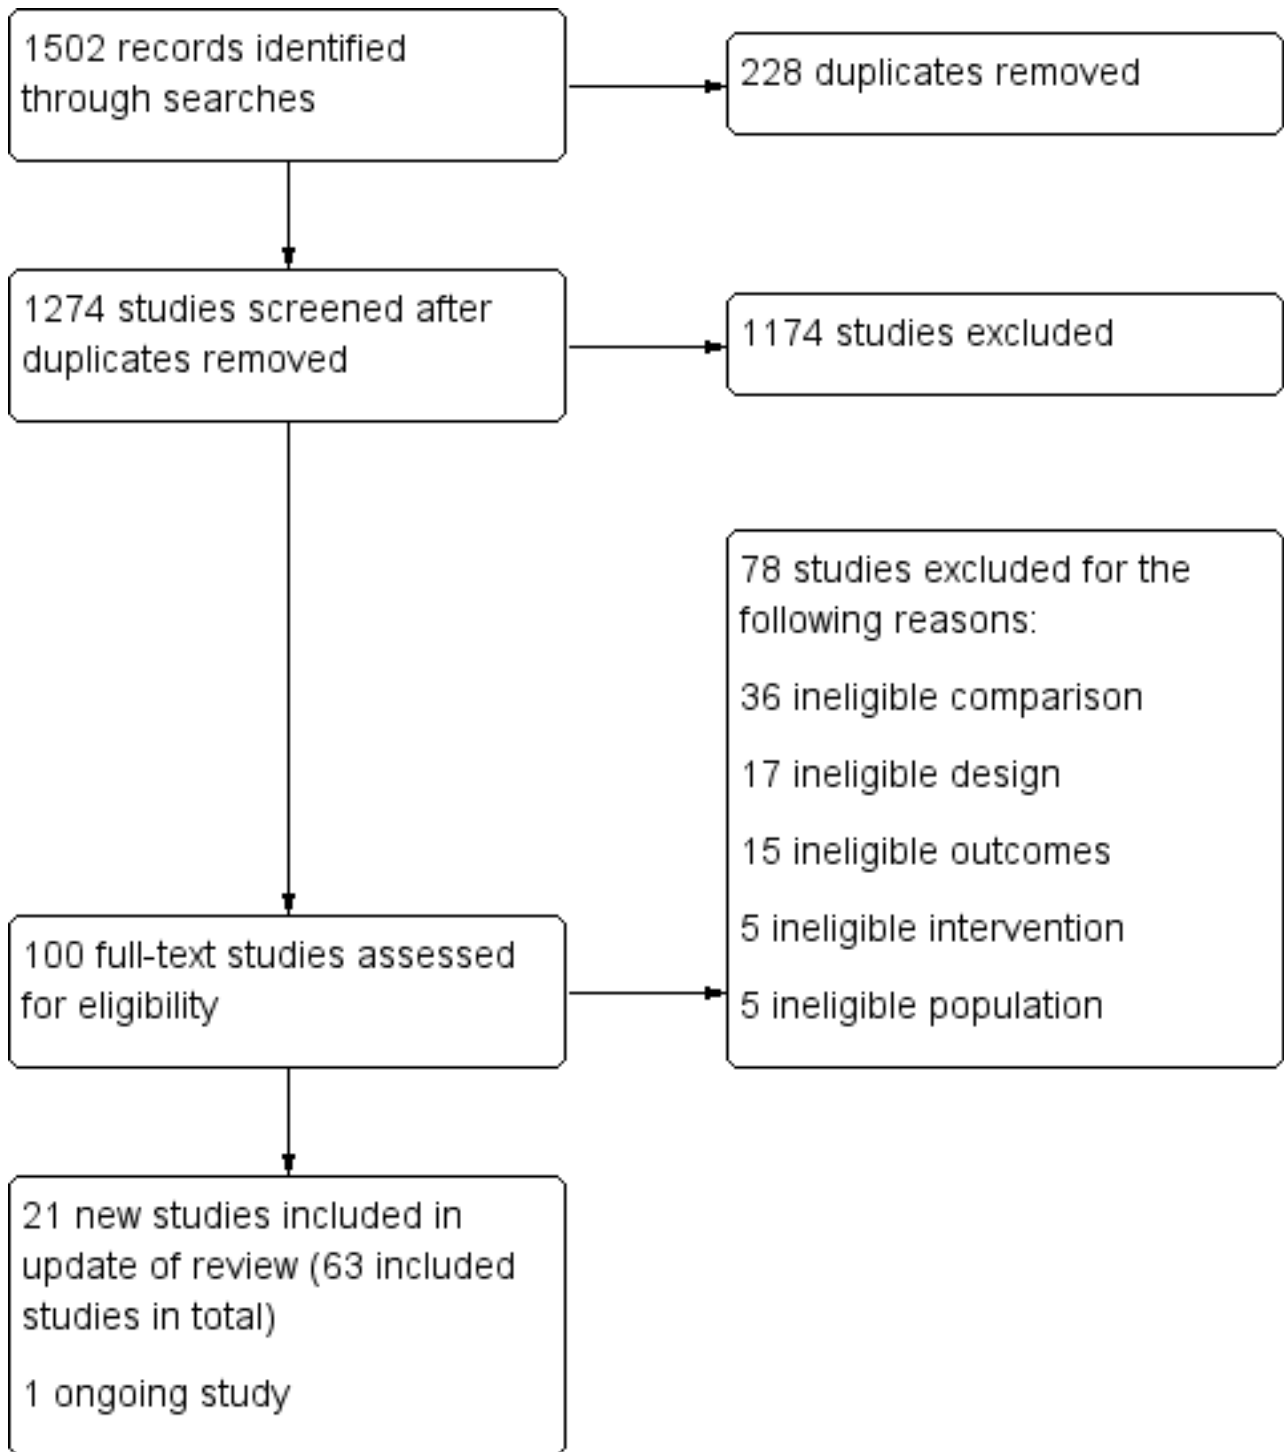 1502 records identified
through searches
228 duplicates removed
1274 studies screened after
duplicates removed
1174 studies excluded
78 studies excluded for the
following reasons:
36 ineligible comparison
17 ineligible design
15 ineligible outcomes
5 ineligible intervention
5 ineligible population
100 full-text studies assessed
for eligibility
21 new studies included in
update of review (63 included
studies in total)
1 ongoing study